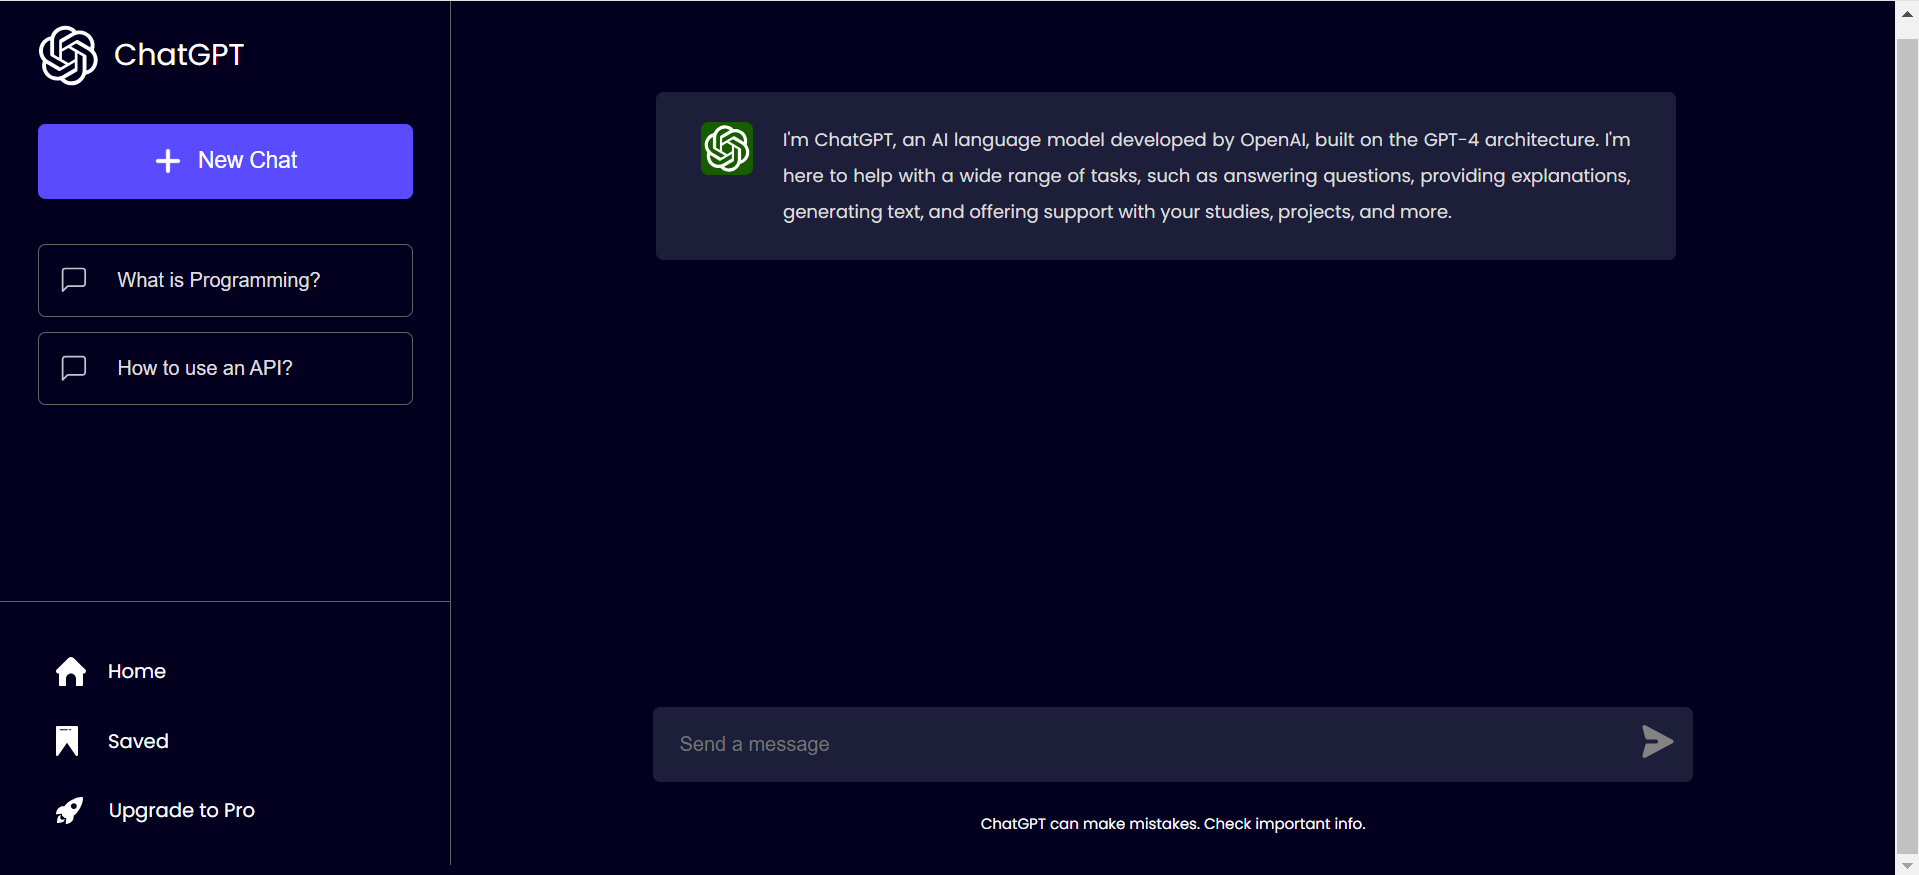 ChatGPT
New Chat
What is Programming?
How to use an API?
Home
Saved
Upgrade to Pro
I'm ChatGPT, an AI language model developed by OpenAI, built on the GPT-4 architecture. I'm
here to help with a wide range of tasks, such as answering questions, providing explanations,
generating text, and offering support with your studies, projects, and more.
Send a message
ChatGPT can make mistakes. Check important info.